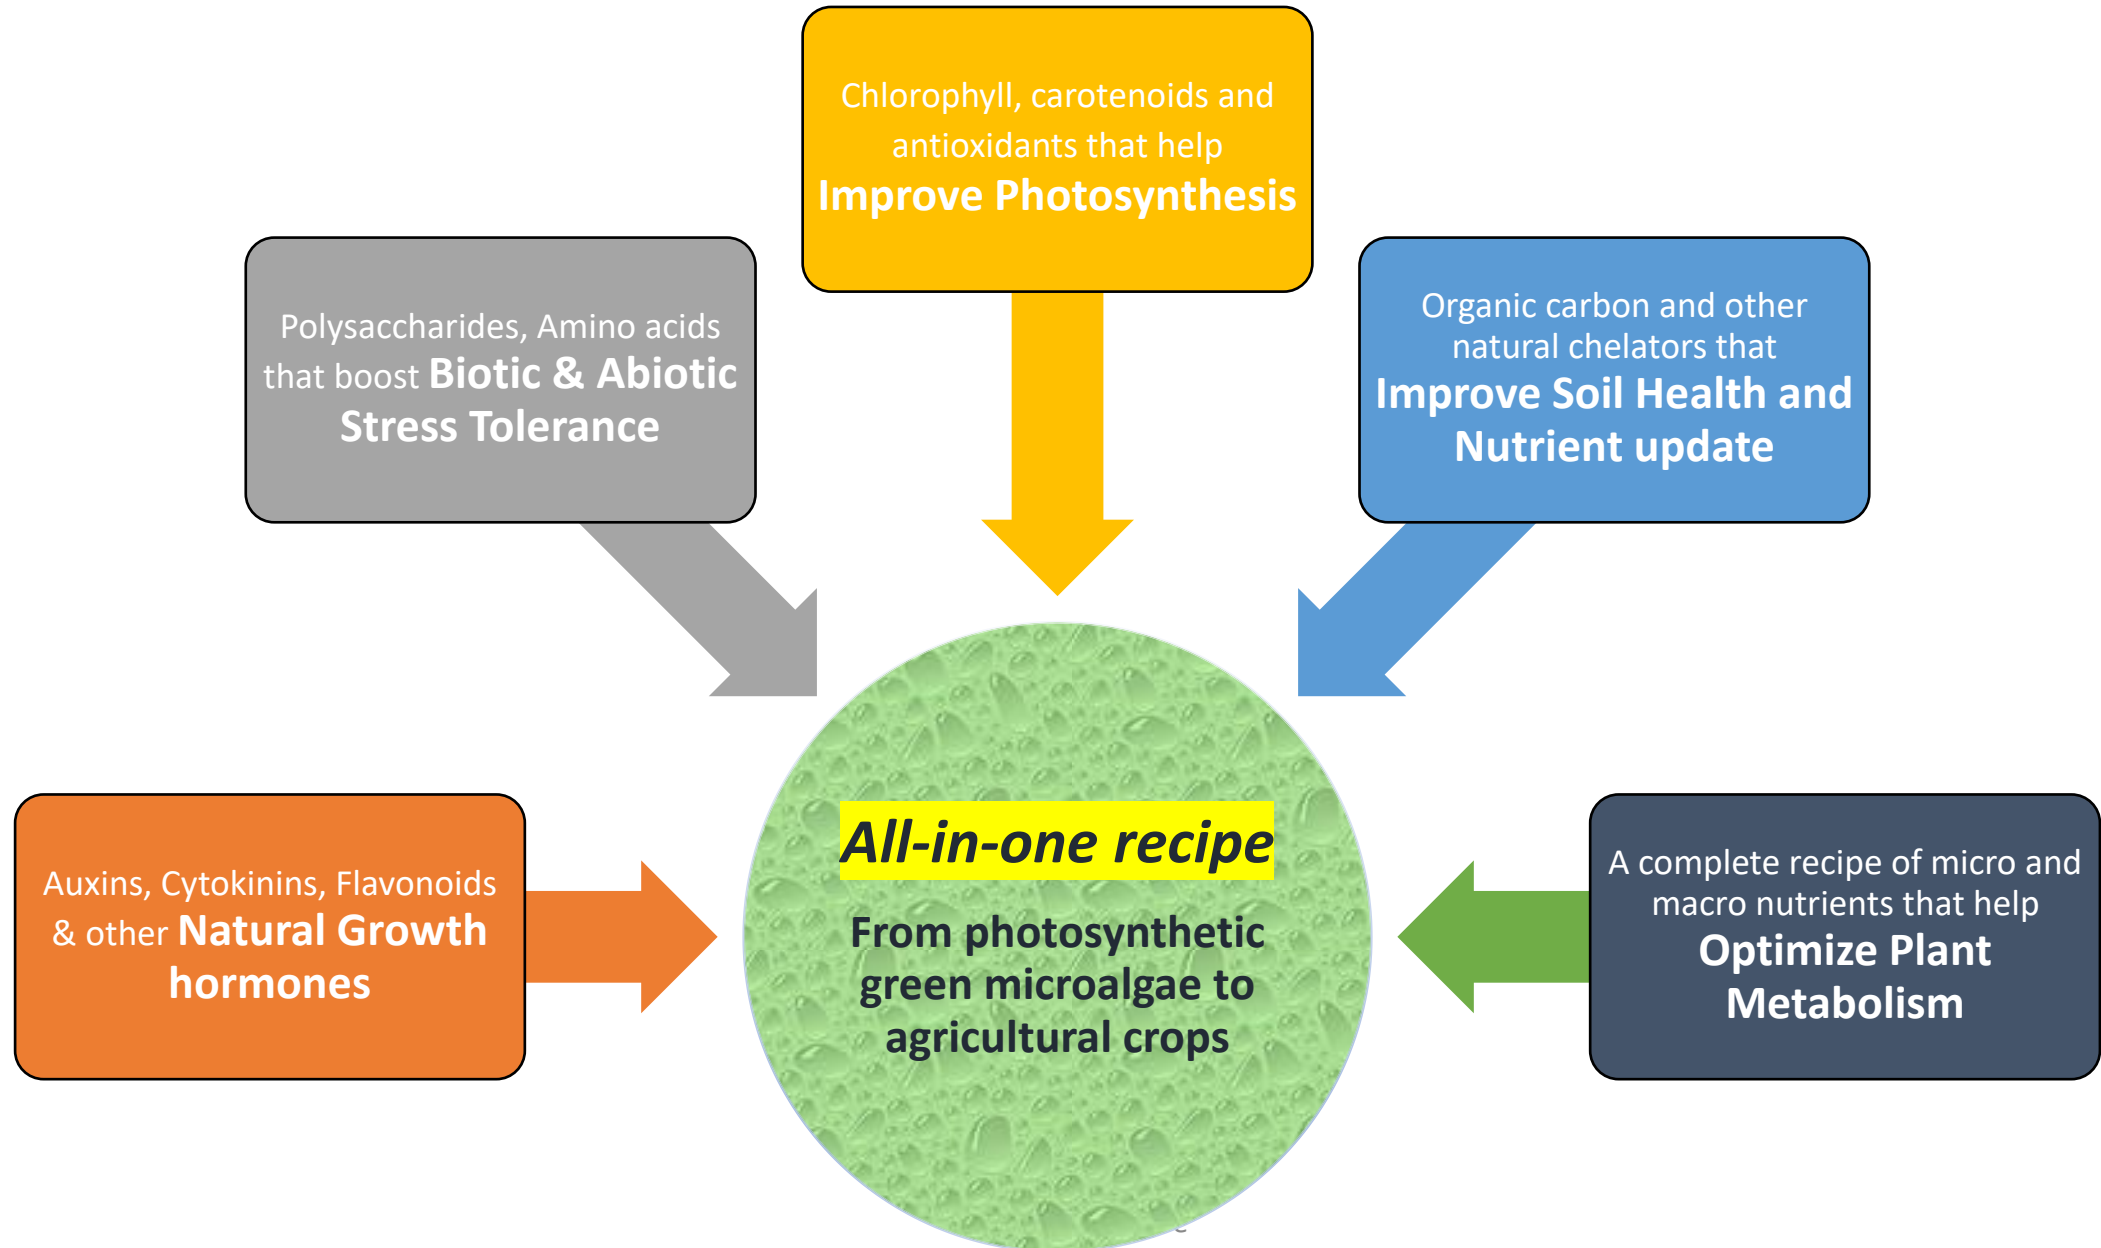 Chlorophyll, carotenoids and
antioxidants that help
Improve Photosynthesis
Polysaccharides, Amino acids
that boost Biotic & Abiotic
Stress Tolerance
Organic carbon and other
natural chelators that
Improve Soil Health and
Nutrient update
Auxins, Cytokinins, Flavonoids
& other Natural Growth
hormones
All-in-one recipe
From photosynthetic
green microalgae to
agricultural crops
A complete recipe of micro and
macro nutrients that help
Optimize Plant
Metabolism